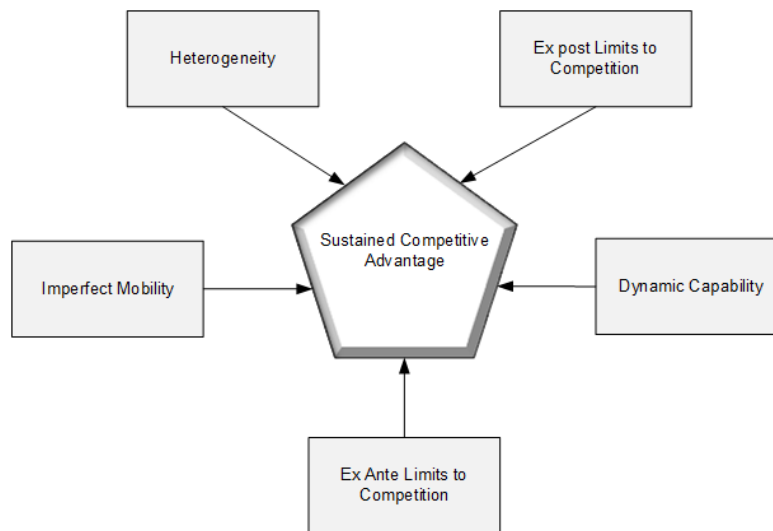 Heterogeneity
Ex post Limits to
Competition
Sustained Competitive
Advantage
Imperfect Mobility
Dynamic Capability
Ex Ante Limits to
Competition